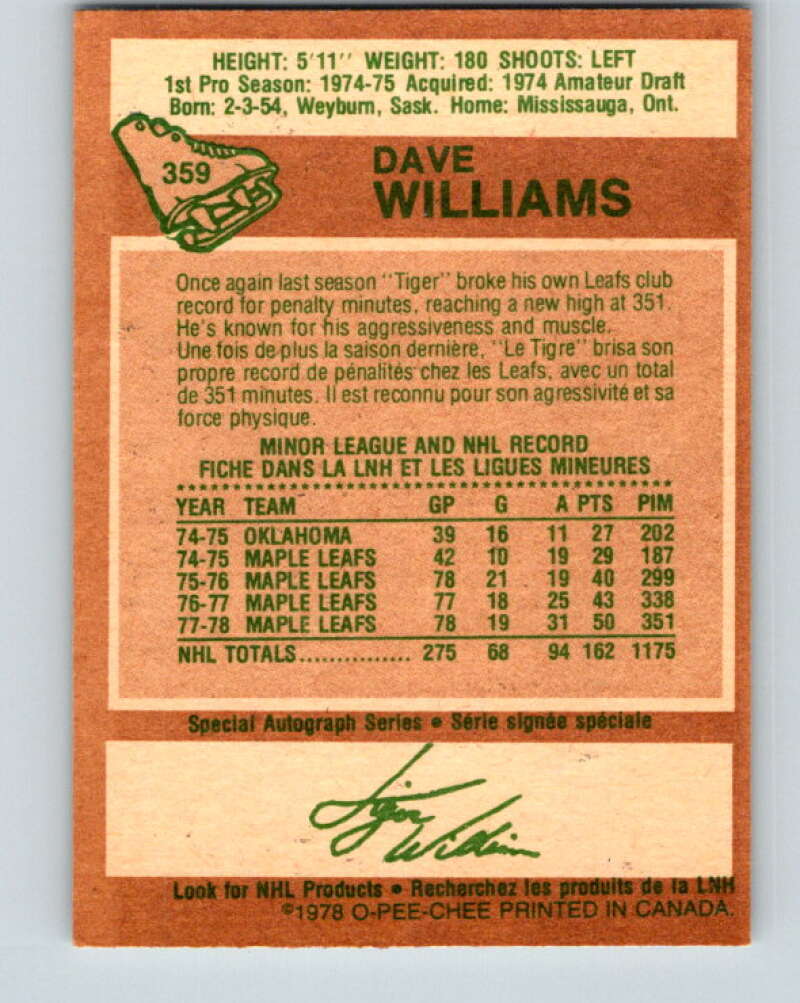 HEIGHT: 5'11'' WEIGHT: 180 SHOOTS: LEFT
1st Pro Season: 1974-75 Acquired: 1974 Amateur Draft
Born: 2-3-54, Weyburn, Sask. Home: Mississauga, Ont.
359
DAVE
WILLIAMS
Once again last season ''Tiger'' broke his own Leafs club
record for penalty minutes, reaching a new high at 351.
He's known for his aggressiveness and muscle.
Une fois de plus la saison dernière, ''Le Tigre'' brisa son
propre record de pénalités chez les Leafs, avec un total
de 351 minutes. Il est reconnu pour son agressivité et sa
force physique.
MINOR LEAGUE AND NHL RECORD
FICHE DANS LA LNH ET LES LIGUES MINEURES
YEAR TEAM GP G A PTS PIM
74-75 OKLAHOMA 39 16 11 27 202
74-75 MAPLE LEAFS 42 10 19 29 187
75-76 MAPLE LEAFS 78 21 19 40 299
76-77 MAPLE LEAFS 77 18 25 43 338
77-78 MAPLE LEAFS 78 19 31 50 351
NHL TOTALS............... 275 68 94 162 1175
Special Autograph Series • Série signée spéciale
Tiger
Williams
Look for NHL Products • Recherchez les produits de la LNH
©1978 O-PEE-CHEE PRINTED IN CANADA.